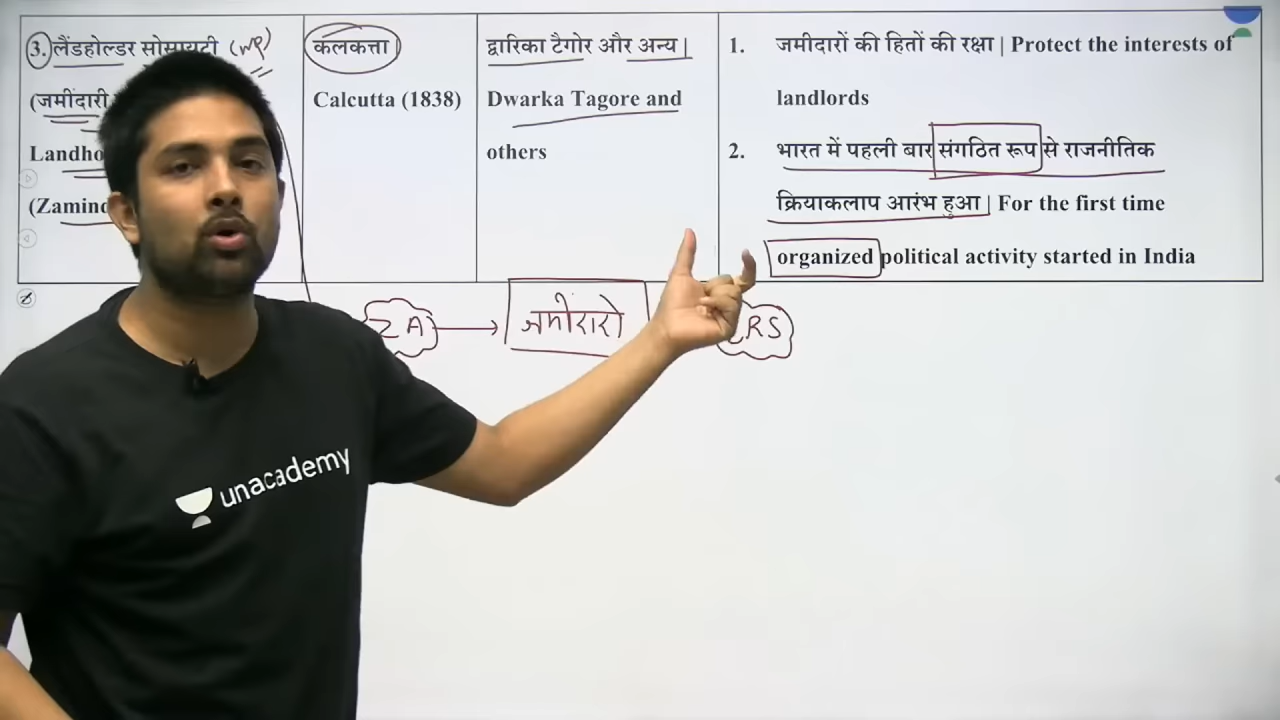 3. लैंडहोल्डर सोसायटी
(जमींदारी
Landho
(Zamind
कलकत्ता
Calcutta (1838)
द्वारिका टैगोर और अन्य |
Dwarka Tagore and
others
1. जमीदारों की हितों की रक्षा | Protect the interests of
landlords
2. भारत में पहली बार संगठित रूप से राजनीतिक
क्रियाकलाप आरंभ हुआ | For the first time
organized political activity started in India
ZA
जमींदारो
RS
unacademy